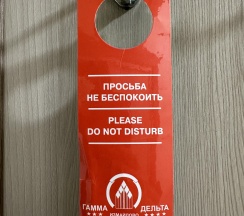 ПРОСЬБА
НЕ БЕСПОКОИТЬ
PLEASE
DO NOT DISTURB
ГАММА ДЕЛЬТА
★★★ ★★★★